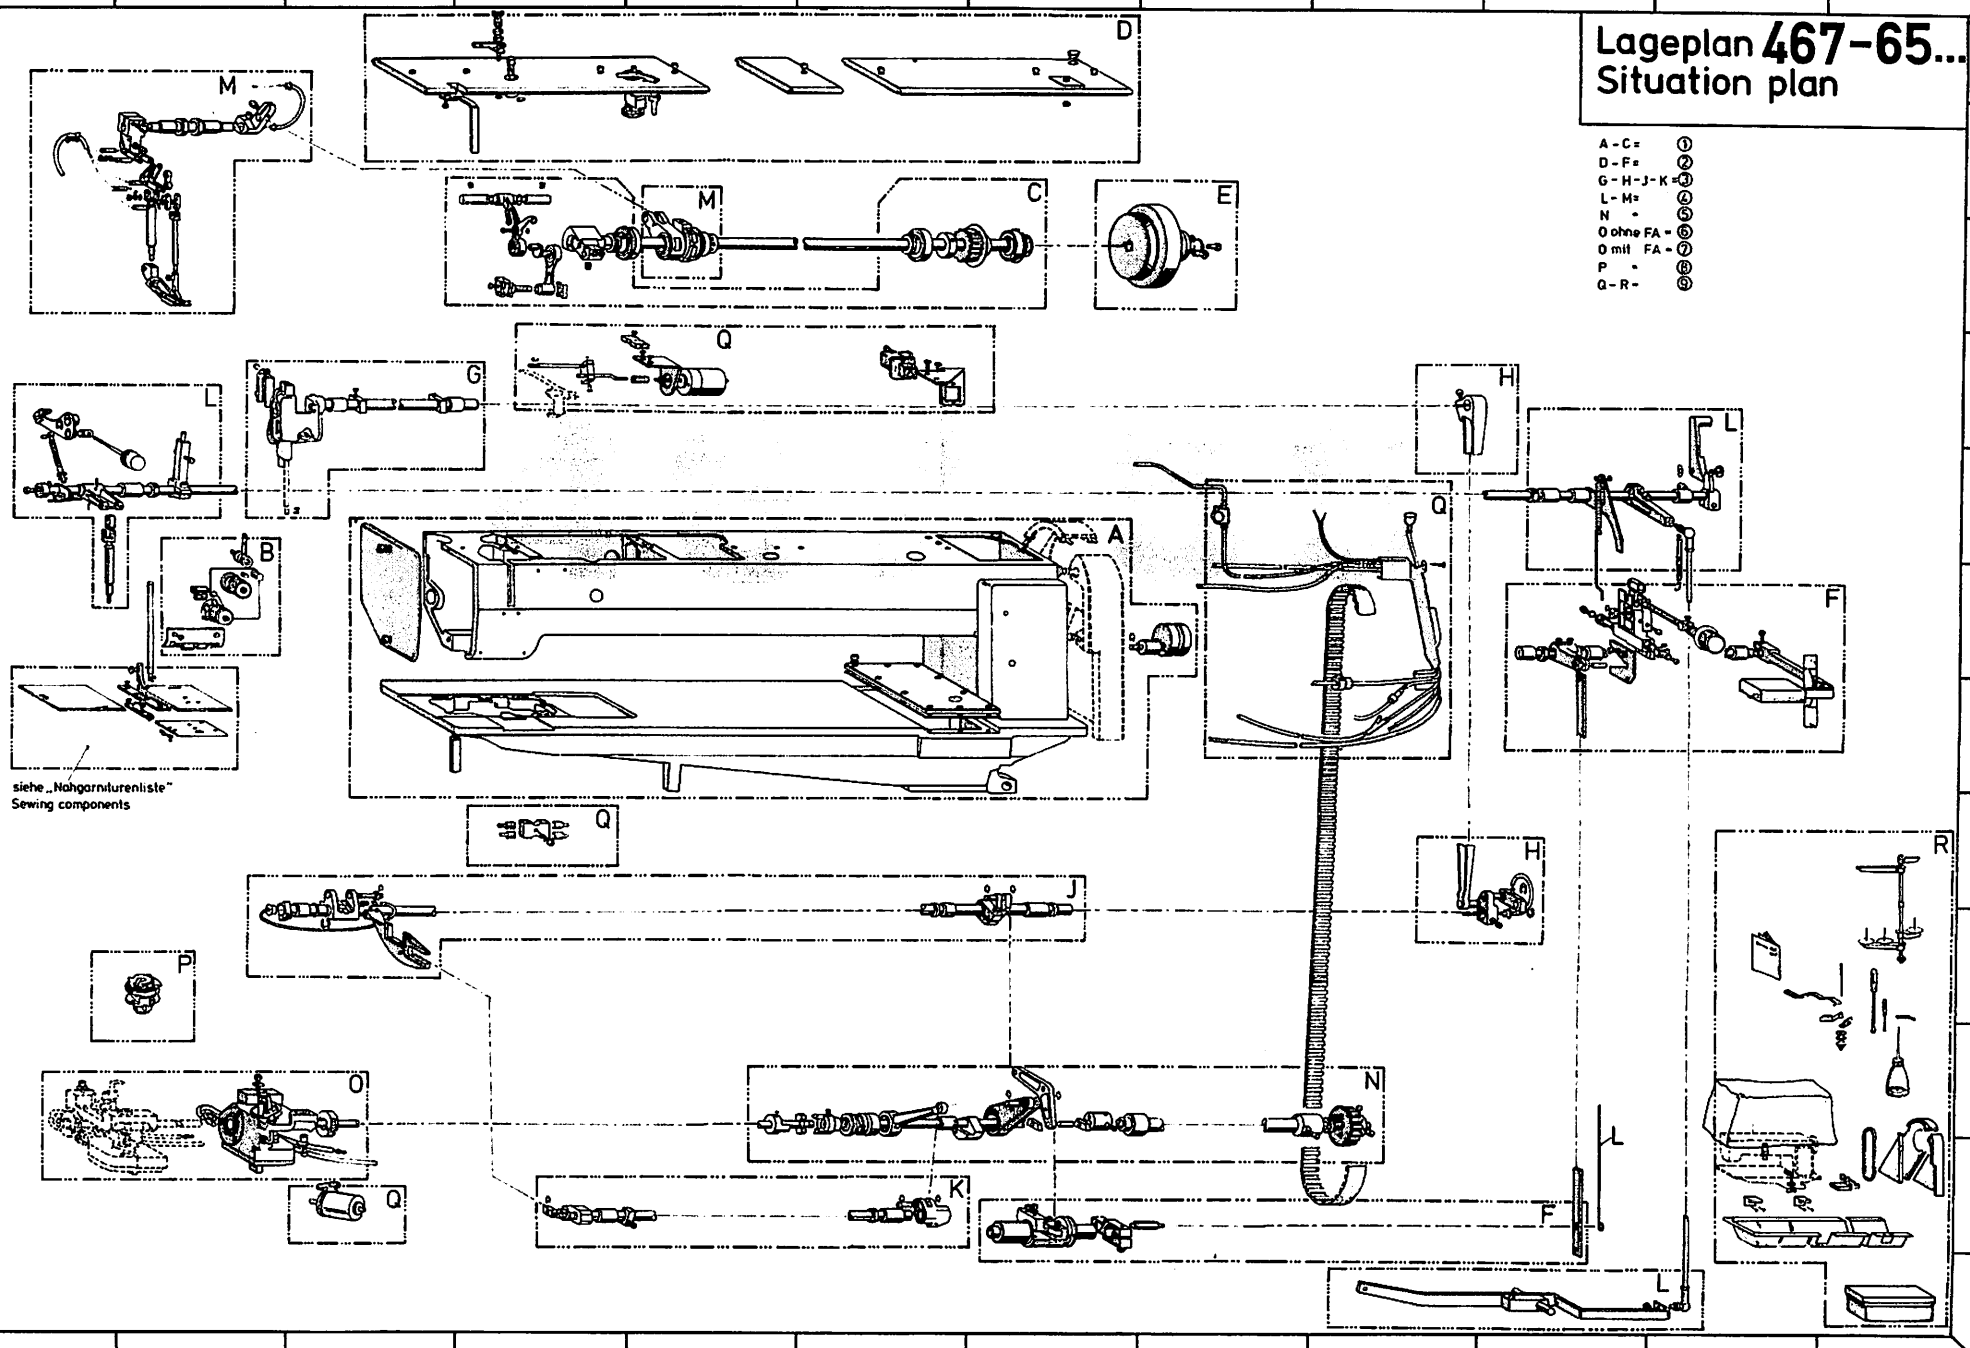 Lageplan 467-65...
Situation plan
A - C = ①
D - F = ②
G - H - J - K = ③
L - M = ④
N - ⑤
O ohne FA - ⑥
O mit FA - ⑦
P - ⑧
Q - R - ⑨
D
M
M
C
E
Q
G
L
H
L
B
A
Q
F
siehe „Nähgarniturenliste"
Sewing components
Q
J
H
R
P
O
N
L
Q
K
F
L